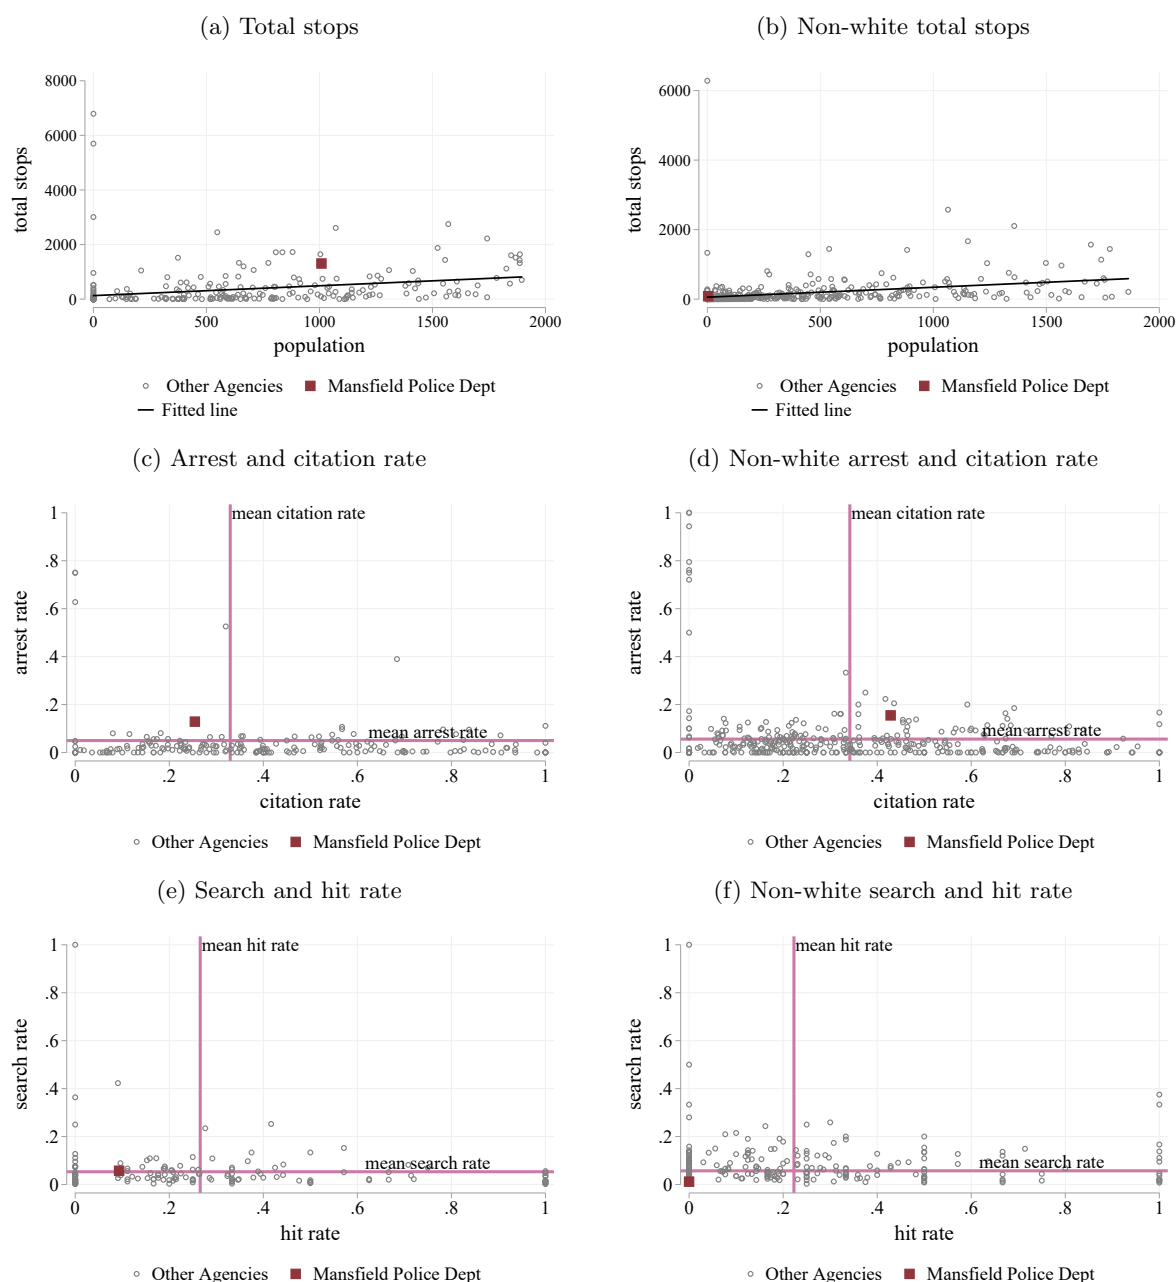 (a) Total stops
(b) Non-white total stops
8000
6000
4000
2000
0
total stops
0 500 1000 1500 2000
population
Other Agencies Mansfield Police Dept
Fitted line
6000
4000
2000
0
total stops
0 500 1000 1500 2000
population
Other Agencies Mansfield Police Dept
Fitted line
(c) Arrest and citation rate
(d) Non-white arrest and citation rate
1
.8
.6
.4
.2
0
arrest rate
mean citation rate
mean arrest rate
0 .2 .4 .6 .8 1
citation rate
Other Agencies Mansfield Police Dept
1
.8
.6
.4
.2
0
arrest rate
mean citation rate
mean arrest rate
0 .2 .4 .6 .8 1
citation rate
Other Agencies Mansfield Police Dept
(e) Search and hit rate
(f) Non-white search and hit rate
1
.8
.6
.4
.2
0
search rate
mean hit rate
mean search rate
0 .2 .4 .6 .8 1
hit rate
Other Agencies Mansfield Police Dept
1
.8
.6
.4
.2
0
search rate
mean hit rate
mean search rate
0 .2 .4 .6 .8 1
hit rate
Other Agencies Mansfield Police Dept